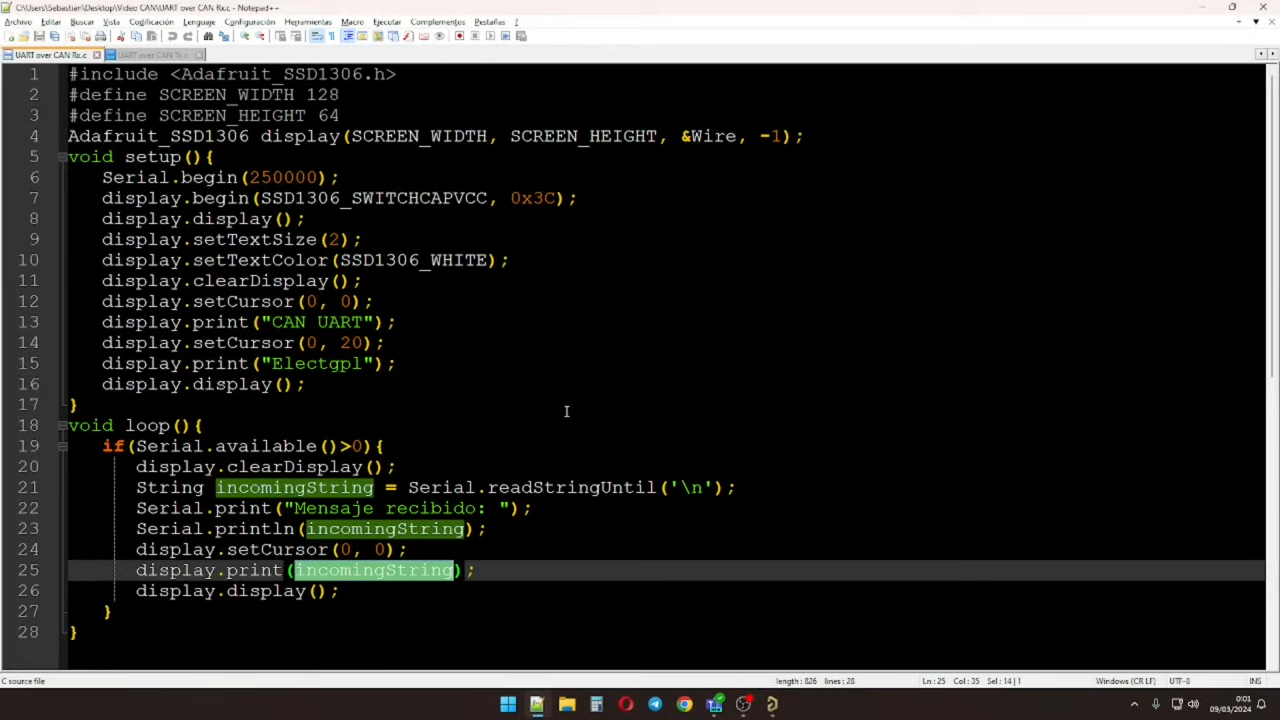 C:\Users\Sebastian\Desktop\Video CAN\UART over CAN Rx.c - Notepad++
Archivo Editar Buscar Vista Codificación Lenguaje Configuración Herramientas Macro Ejecutar Complementos Pestañas ?
UART over CAN Rx.c UART over CAN Tx.c
1 #include <Adafruit_SSD1306.h>
2 #define SCREEN_WIDTH 128
3 #define SCREEN_HEIGHT 64
4 Adafruit_SSD1306 display(SCREEN_WIDTH, SCREEN_HEIGHT, &Wire, -1);
5 void setup(){
6 Serial.begin(250000);
7 display.begin(SSD1306_SWITCHCAPVCC, 0x3C);
8 display.display();
9 display.setTextSize(2);
10 display.setTextColor(SSD1306_WHITE);
11 display.clearDisplay();
12 display.setCursor(0, 0);
13 display.print("CAN UART");
14 display.setCursor(0, 20);
15 display.print("Electgpl");
16 display.display();
17 }
18 void loop(){
19 if(Serial.available()>0){
20 display.clearDisplay();
21 String incomingString = Serial.readStringUntil('\n');
22 Serial.print("Mensaje recibido: ");
23 Serial.println(incomingString);
24 display.setCursor(0, 0);
25 display.print(incomingString);
26 display.display();
27 }
28 }
C source file length : 826 lines : 28 Ln : 25 Col : 35 Sel : 14 | 1 Windows (CR LF) UTF-8 INS
0:01
09/03/2024